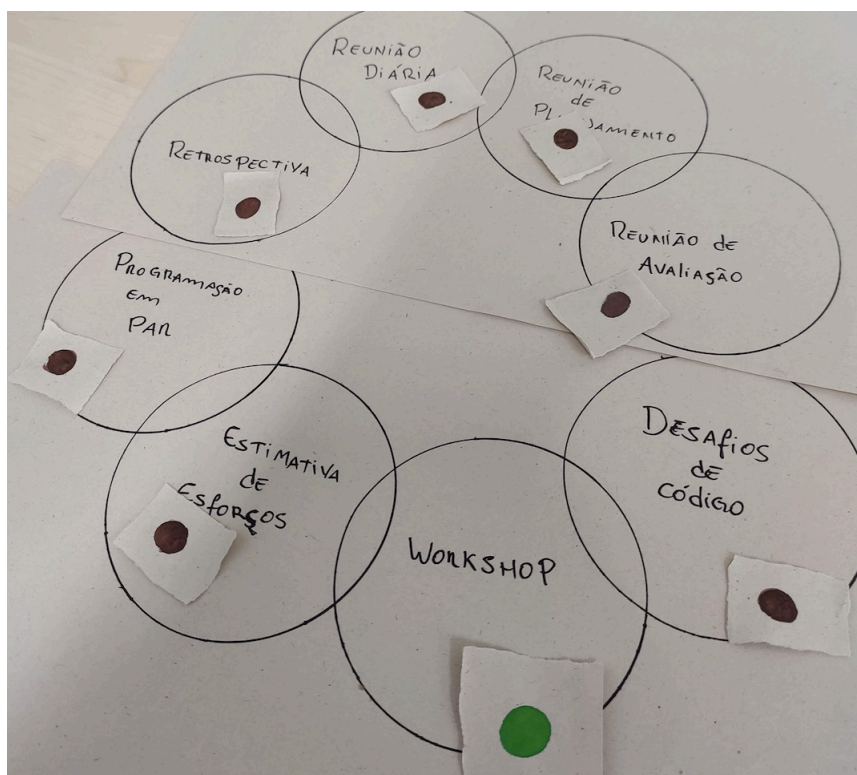 REUNIÃO
DIÁRIA
REUNIÃO
de
RETROSPECTIVA
REUNIÃO de
AVALIAÇÃO
PROGRAMAÇÃO
EM
PAR
ESTIMATIVA
DE
ESFORÇOS
DESAFIOS
DE
CÓDIGO
WORKSHOP